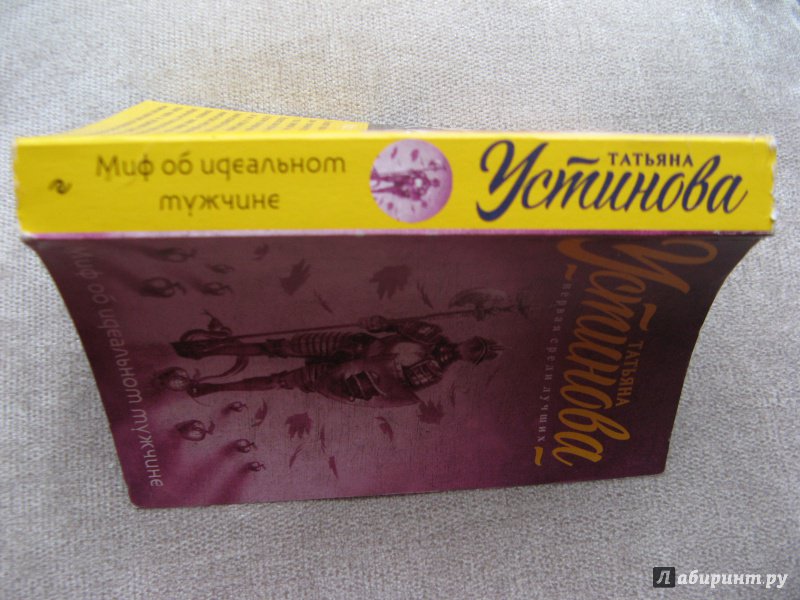 Миф об идеальном
мужчине
ТАТЬЯНА
Устинова
ТАТЬЯНА
Устинова
первая среди лучших
Миф об идеальном мужчине
Лабиринт.ру